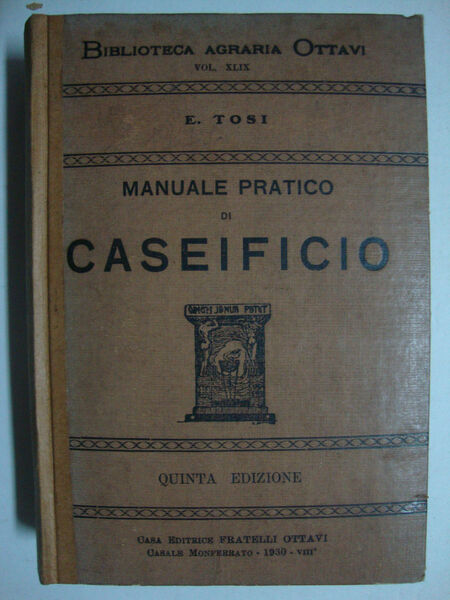 BIBLIOTECA AGRARIA OTTAVI
VOL. XLIX
E. TOSI
MANUALE PRATICO
DI
CASEIFICIO
QUINTA EDIZIONE
CASA EDITRICE FRATELLI OTTAVI
CASALE MONFERRATO - 1930 - VIII°